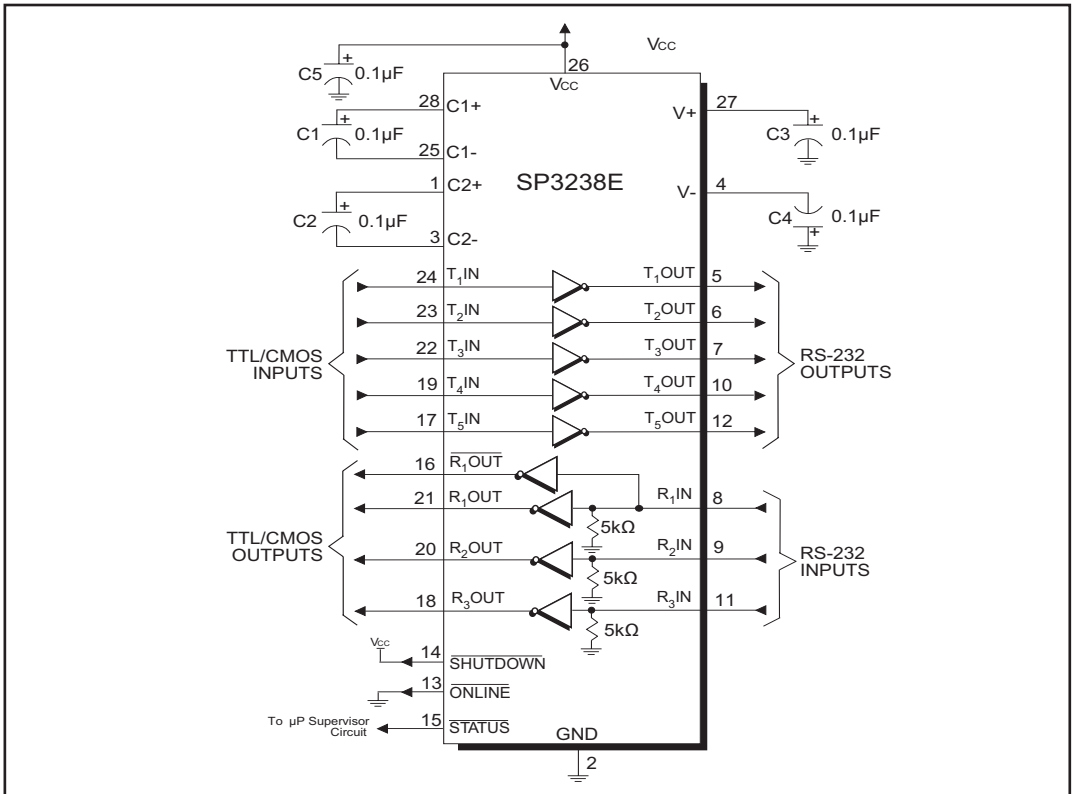 VCC
26
VCC
C5
+
0.1µF
28
C1+
C1
+
0.1µF
25
C1-
1
C2+
C2
+
0.1µF
3
C2-
SP3238E
V+
27
C3
+
0.1µF
V-
4
C4
0.1µF
+
TTL/CMOS
INPUTS
24 T1IN T1OUT 5
23 T2IN T2OUT 6
22 T3IN T3OUT 7
19 T4IN T4OUT 10
17 T5IN T5OUT 12
RS-232
OUTPUTS
TTL/CMOS
OUTPUTS
16 R̅1̅O̅U̅T̅
21 R1OUT R1IN 8
5kΩ
20 R2OUT R2IN 9
5kΩ
18 R3OUT R3IN 11
5kΩ
RS-232
INPUTS
VCC
14 S̅H̅U̅T̅D̅O̅W̅N̅
13 O̅N̅L̅I̅N̅E̅
To µP Supervisor
Circuit
15 S̅T̅A̅T̅U̅S̅
GND
2